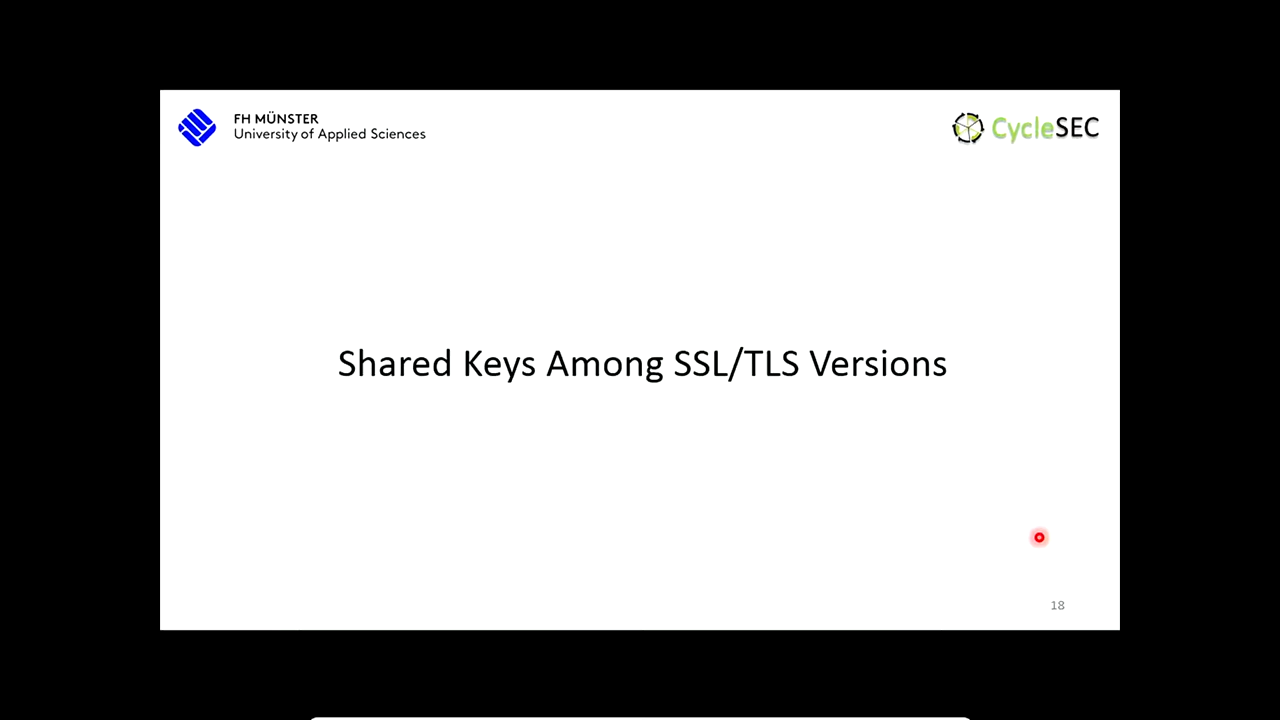 FH MÜNSTER
University of Applied Sciences
CycleSEC
Shared Keys Among SSL/TLS Versions
18